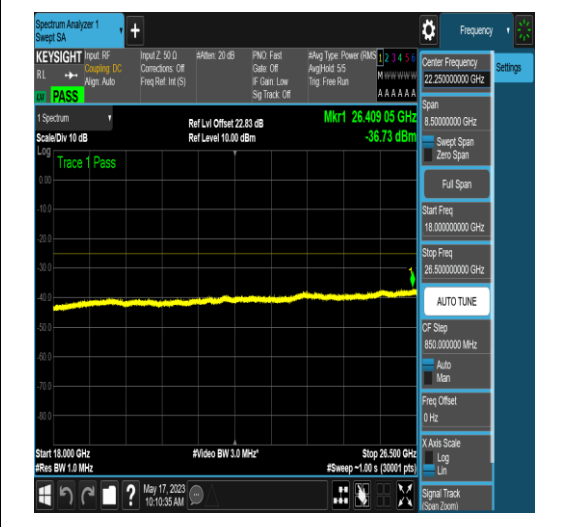 Spectrum Analyzer 1
Swept SA
+
Frequency
KEYSIGHT
RL
Input: RF
Coupling: DC
Align: Auto
Input Z: 50 Ω
Corrections: Off
Freq Ref: Int (S)
#Atten: 20 dB
PNO: Fast
Gate: Off
IF Gain: Low
Sig Track: Off
#Avg Type: Power (RMS
Avg|Hold: 5/5
Trig: Free Run
1 2 3 4 5 6
M W W W W W
A A A A A A
PASS
1 Spectrum
Scale/Div 10 dB
Ref Lvl Offset 22.83 dB
Ref Level 10.00 dBm
Mkr1 26.409 05 GHz
-36.73 dBm
Log
Trace 1 Pass
0.00
-10.0
-20.0
-30.0
-40.0
-50.0
-60.0
-70.0
-80.0
1
Start 18.000 GHz
#Res BW 1.0 MHz
#Video BW 3.0 MHz*
Stop 26.500 GHz
#Sweep ~1.00 s (30001 pts)
?
May 17, 2023
10:10:35 AM
Center Frequency
22.250000000 GHz
Settings
Span
8.50000000 GHz
Swept Span
Zero Span
Full Span
Start Freq
18.000000000 GHz
Stop Freq
26.500000000 GHz
AUTO TUNE
CF Step
850.000000 MHz
Auto
Man
Freq Offset
0 Hz
X Axis Scale
Log
Lin
Signal Track
(Span Zoom)